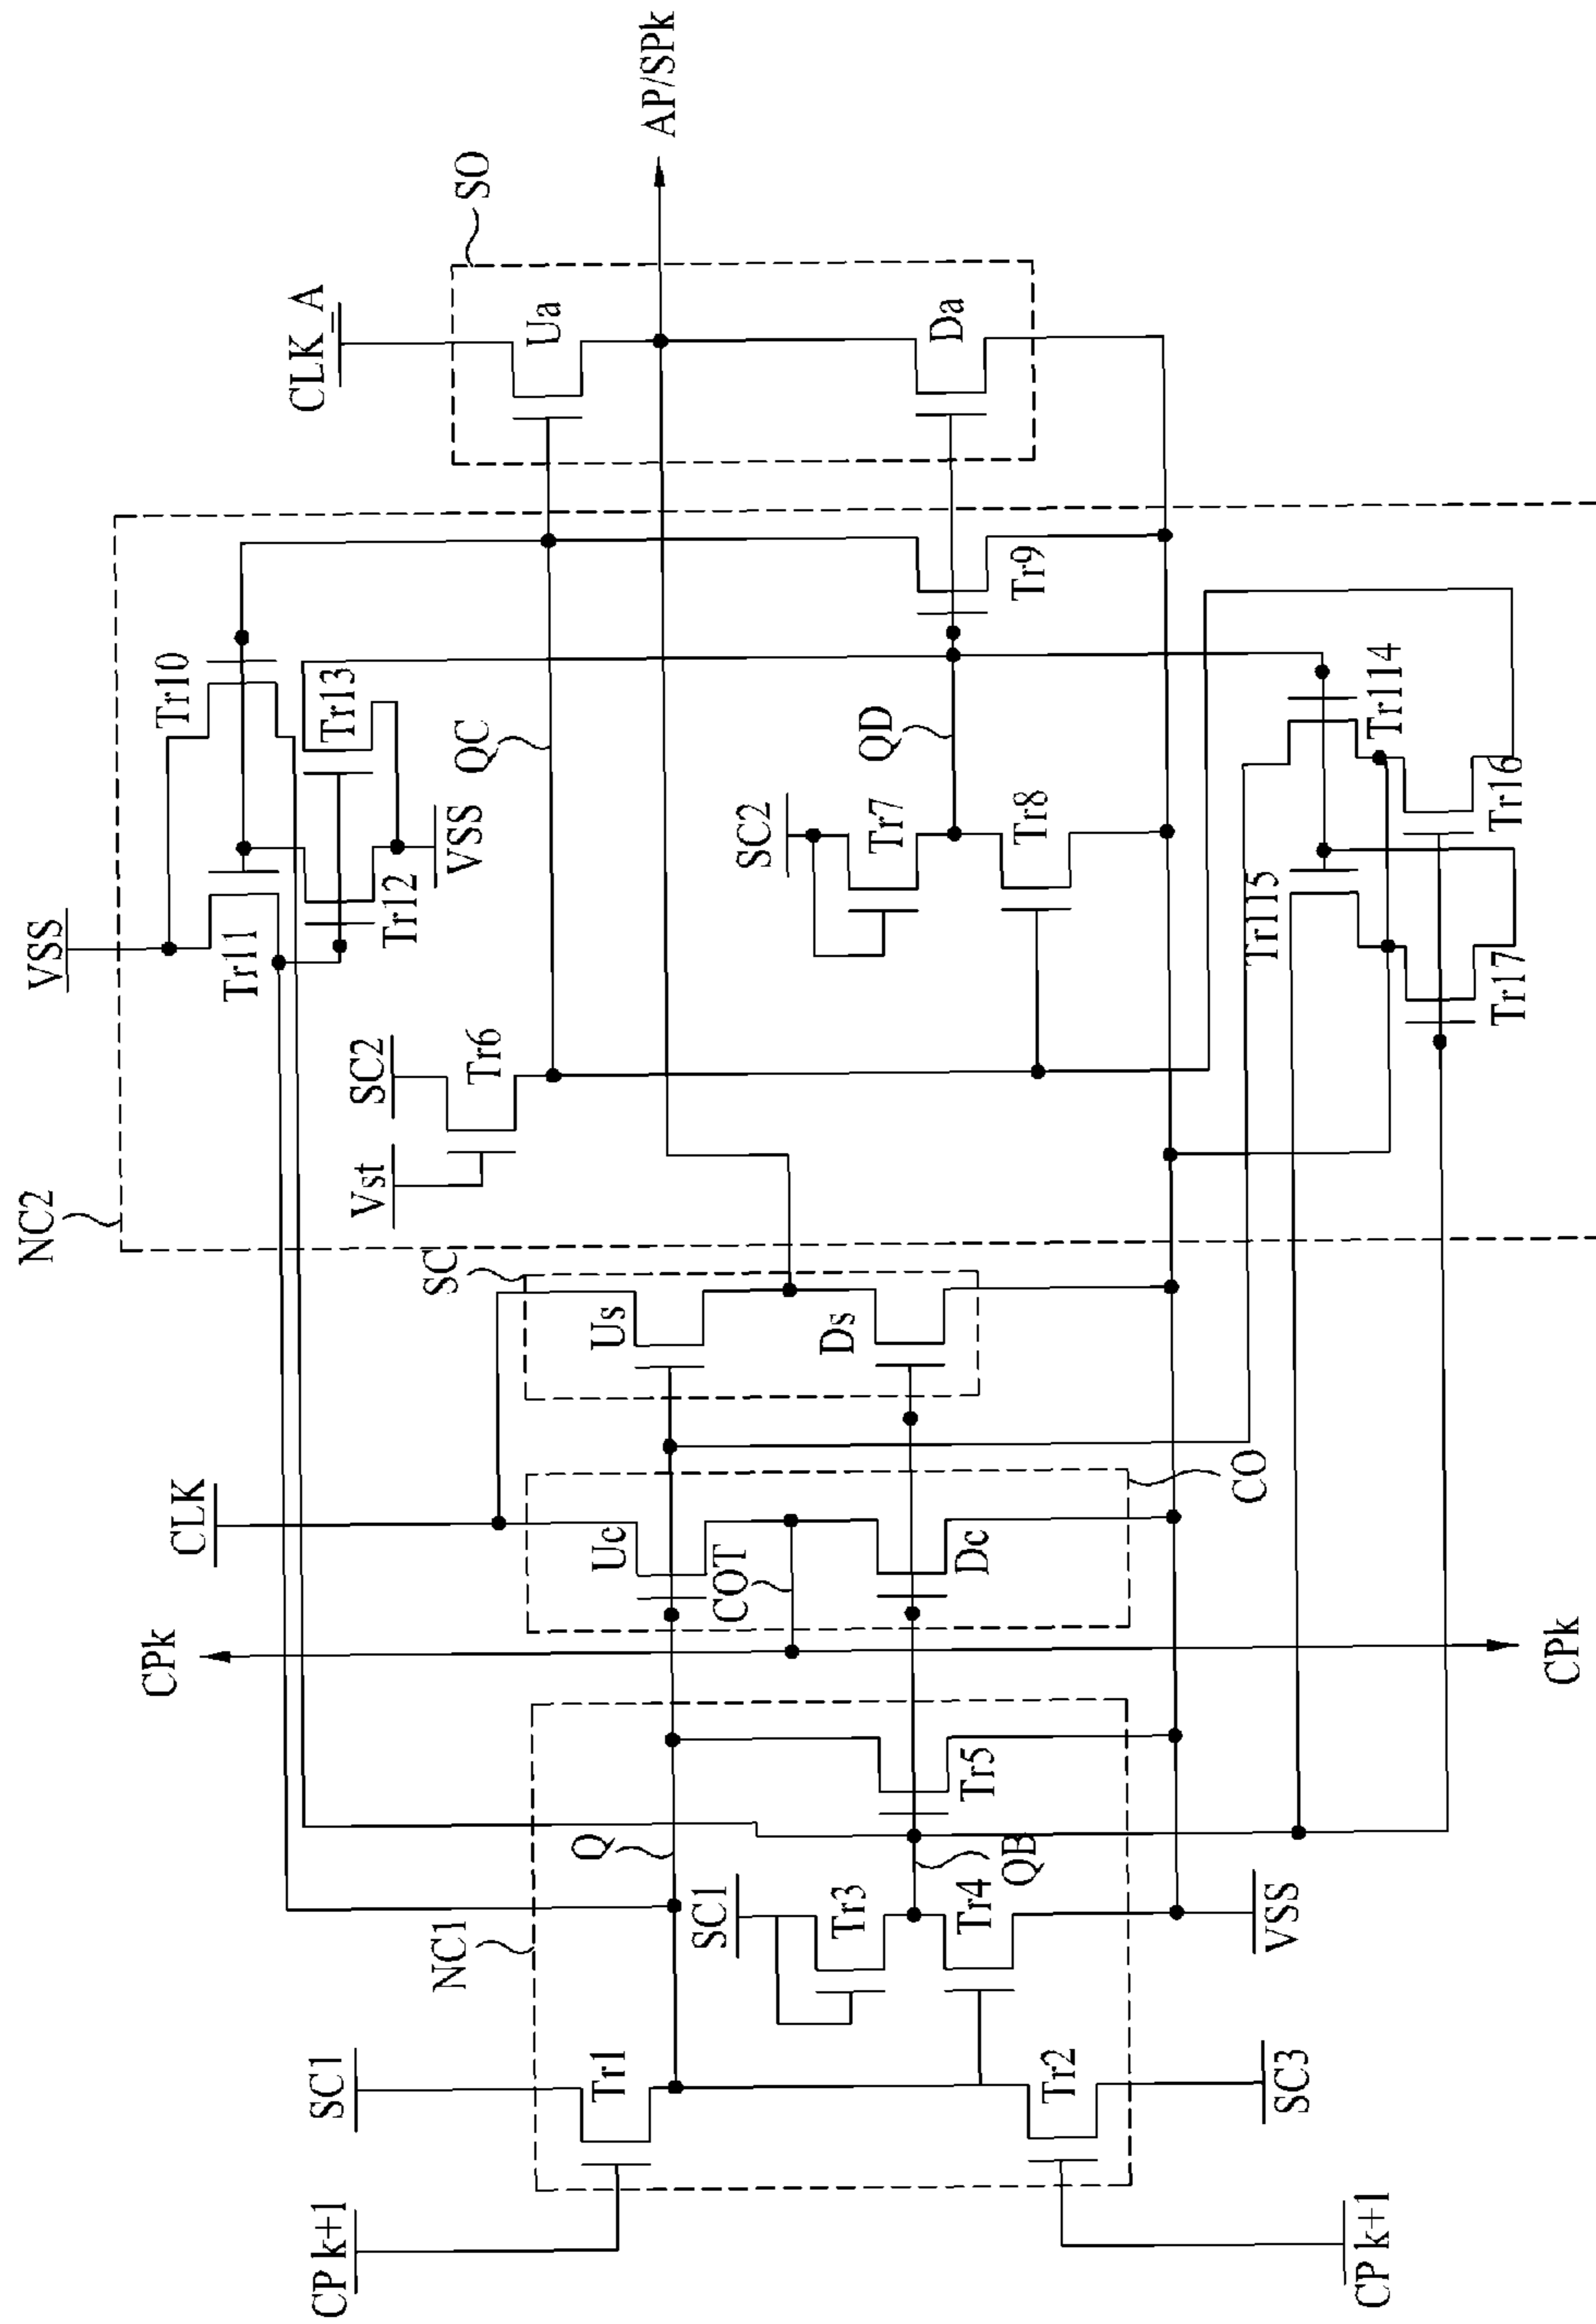 AP/SPk
SO
CLK_A
Ua
Da
Tr10
Tr13
QC
Tr9
VSS
VSS
Tr11
Tr12
SC2
Tr7
QD
Tr8
Tr114
Tr16
Tr115
Tr17
SC2
Tr6
Vst
NC2
SC
Us
Ds
CLK
Uc
COT
Dc
CO
CPk
CPk
Q
QB
Tr5
NC1
SC1
Tr3
Tr4
VSS
SC1
Tr1
Tr2
SC3
CP k+1
CP k+1